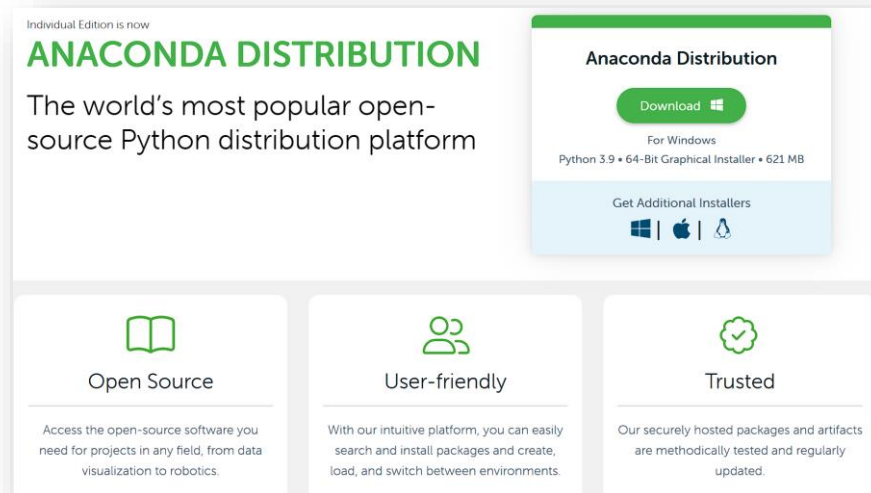 Individual Edition is now
ANACONDA DISTRIBUTION
The world's most popular open-
source Python distribution platform
Anaconda Distribution
Download
For Windows
Python 3.9 • 64-Bit Graphical Installer • 621 MB
Get Additional Installers
| |
Open Source
Access the open-source software you
need for projects in any field, from data
visualization to robotics.
User-friendly
With our intuitive platform, you can easily
search and install packages and create,
load, and switch between environments.
Trusted
Our securely hosted packages and artifacts
are methodically tested and regularly
updated.